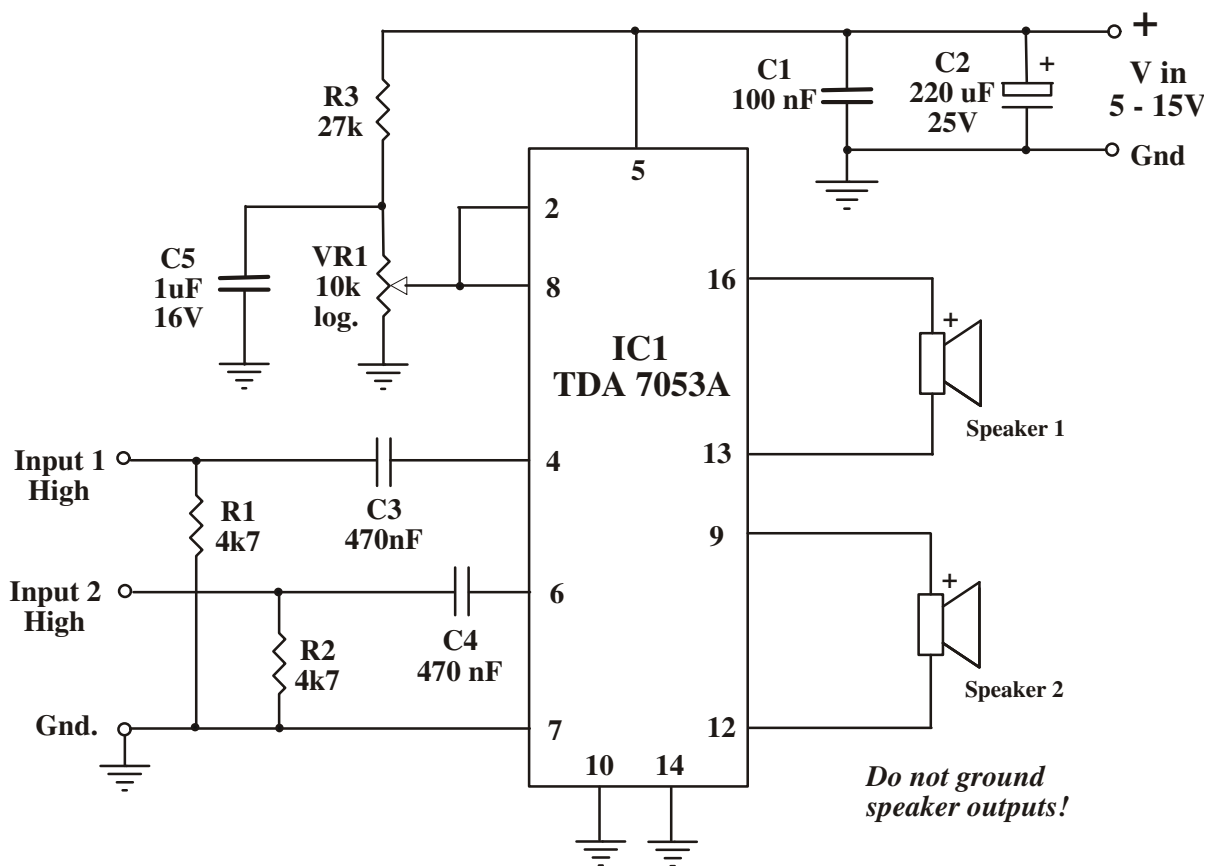 +
V in
5 - 15V
Gnd
C1
100 nF
C2
220 uF
25V
+
R3
27k
5
2
8
C5
1uF
16V
VR1
10k
log.
IC1
TDA 7053A
16
13
+
Speaker 1
Input 1
High
R1
4k7
C3
470nF
4
9
Input 2
High
R2
4k7
C4
470 nF
6
+
Speaker 2
Gnd.
7
12
10
14
Do not ground
speaker outputs!